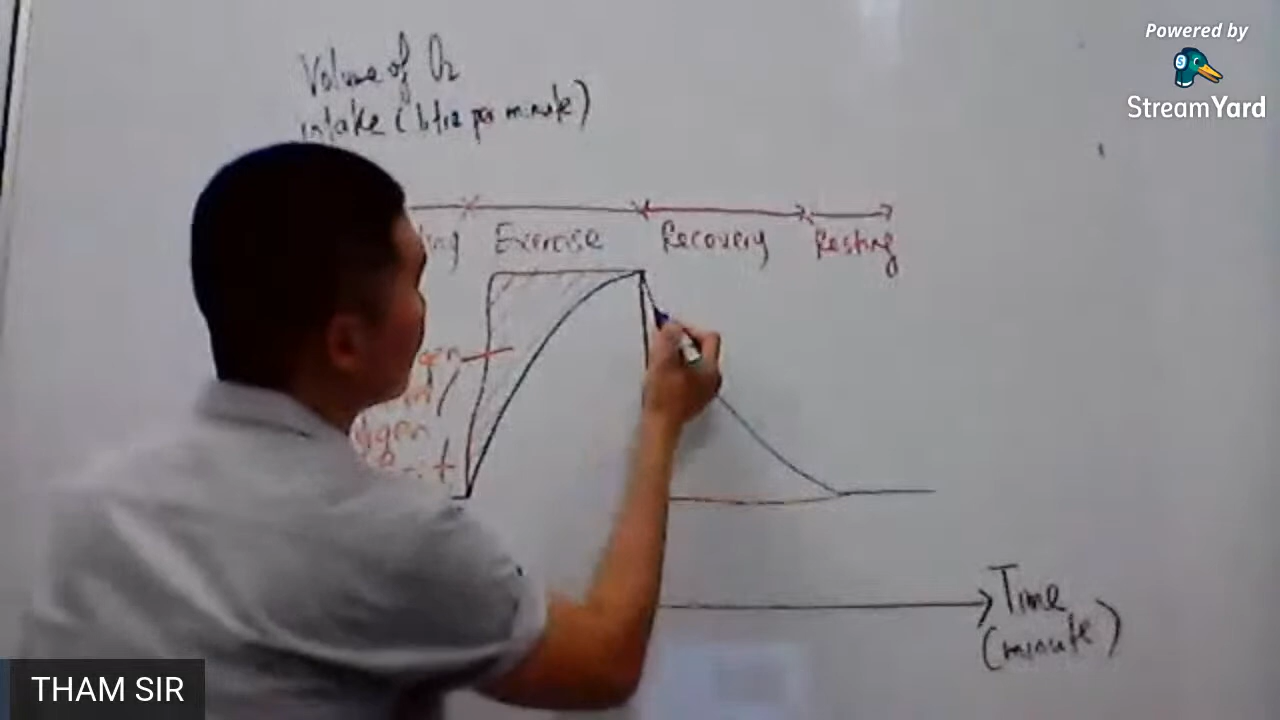 Powered by
StreamYard
Volume of O2
intake (litre per minute)
Exercise
Recovery
Resting
Time
(minute)
THAM SIR